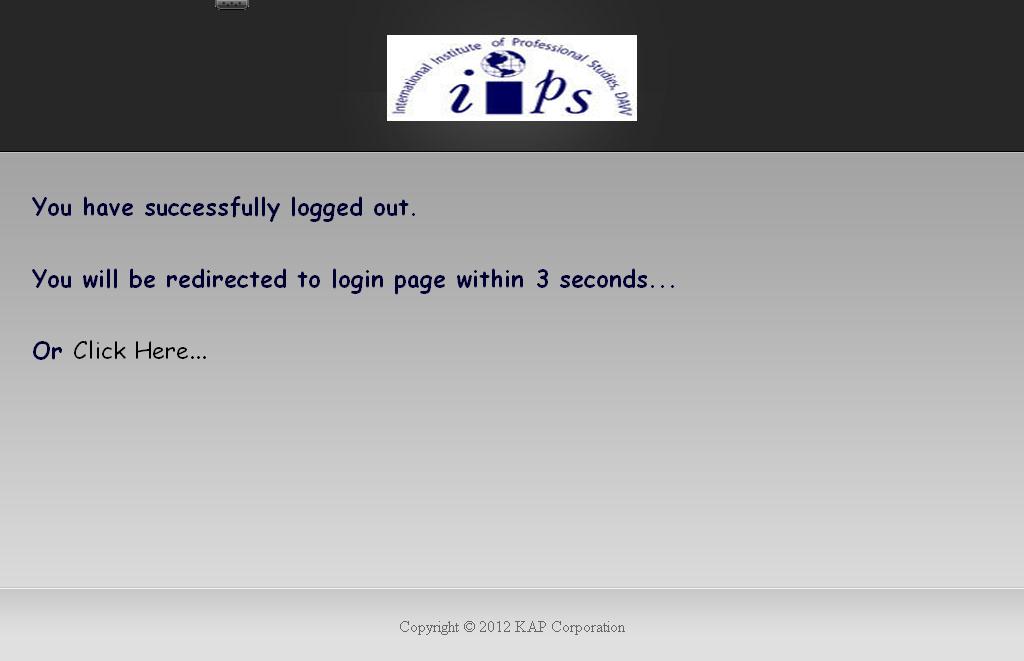 International Institute of Professional Studies, DAVV
i ps
You have successfully logged out.
You will be redirected to login page within 3 seconds...
Or Click Here...
Copyright © 2012 KAP Corporation